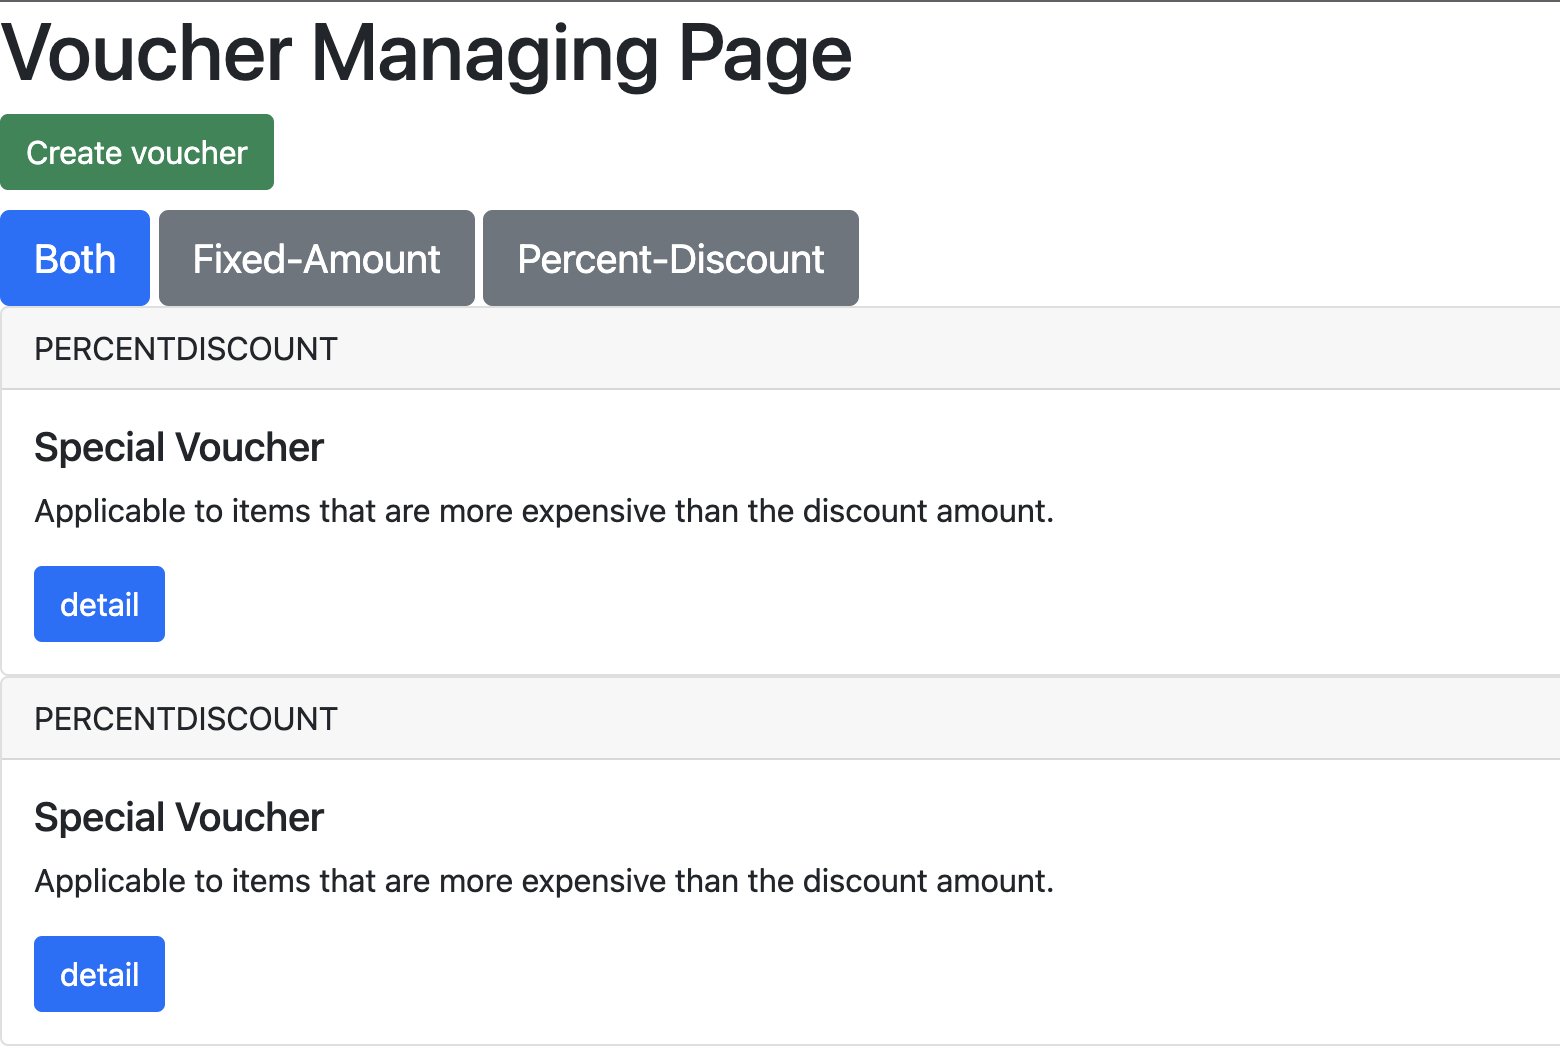 Voucher Managing Page
Create voucher
Both Fixed-Amount Percent-Discount
PERCENTDISCOUNT
Special Voucher
Applicable to items that are more expensive than the discount amount.
detail
PERCENTDISCOUNT
Special Voucher
Applicable to items that are more expensive than the discount amount.
detail